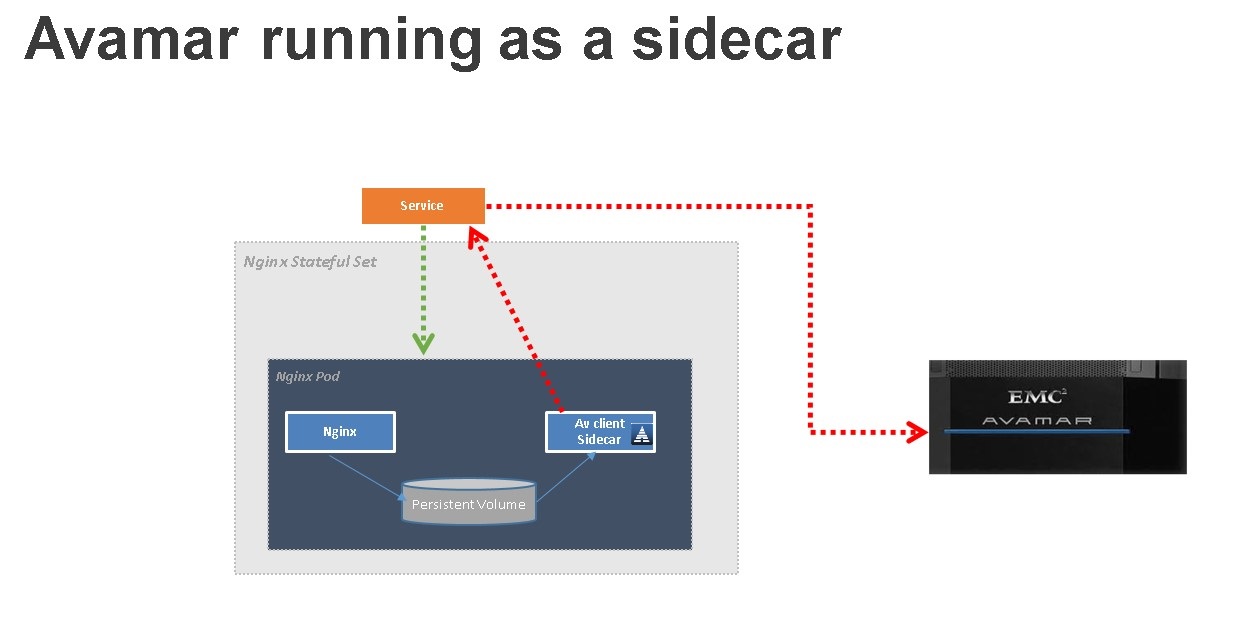 Avamar running as a sidecar
Service
Nginx Stateful Set
Nginx Pod
Nginx
Av client
Sidecar
Persistent Volume
EMC²
AVAMAR